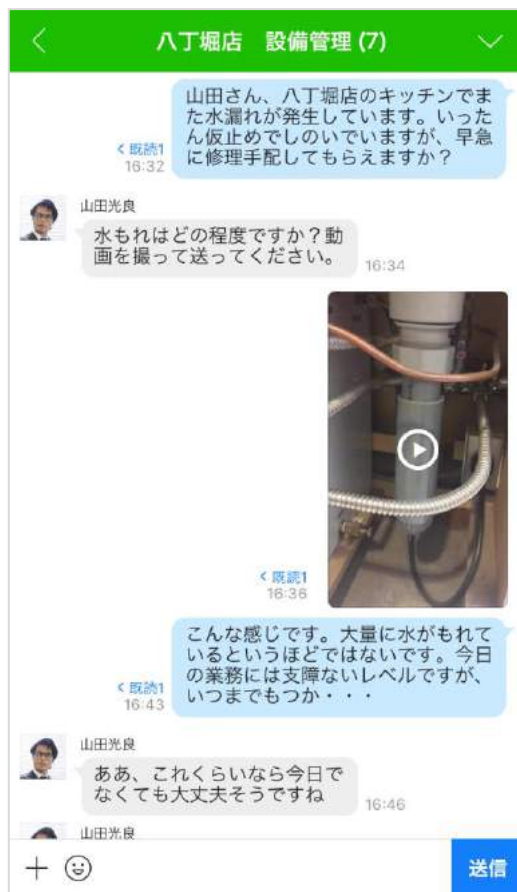 八丁堀店 設備管理 (7)
山田さん、八丁堀店のキッチンでま
た水漏れが発生しています。いった
ん仮止めでしのいでいますが、早急
に修理手配してもらえますか？
既読1
16:32
山田光良
水もれはどの程度ですか？動
画を撮って送ってください。
16:34
既読1
16:36
こんな感じです。大量に水がもれて
いるというほどではないです。今日
の業務には支障ないレベルですが、
いつまでもつか・・・
既読1
16:43
山田光良
ああ、これくらいなら今日で
なくても大丈夫そうですね
16:46
山田光良
送信